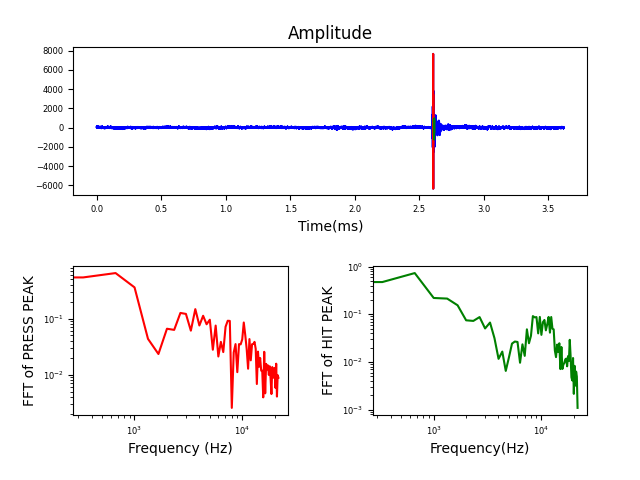 Amplitude
8000
6000
4000
2000
0
−2000
−4000
−6000
0.0 0.5 1.0 1.5 2.0 2.5 3.0 3.5
Time(ms)
FFT of PRESS PEAK
10⁻¹
10⁻²
10³ 10⁴
Frequency (Hz)
FFT of HIT PEAK
10⁰
10⁻¹
10⁻²
10⁻³
10³ 10⁴
Frequency(Hz)